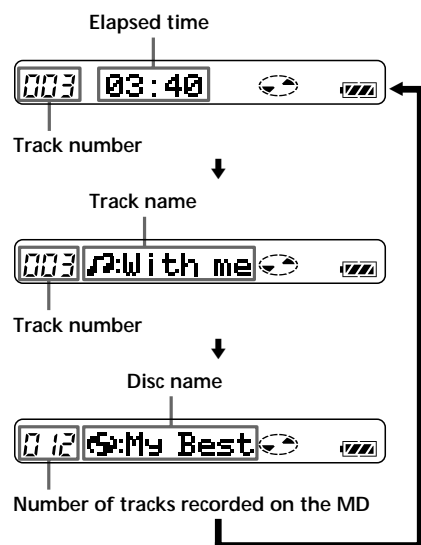 Elapsed time
003 03:40
Track number
Track name
003 :With me
Track number
Disc name
012 :My Best
Number of tracks recorded on the MD